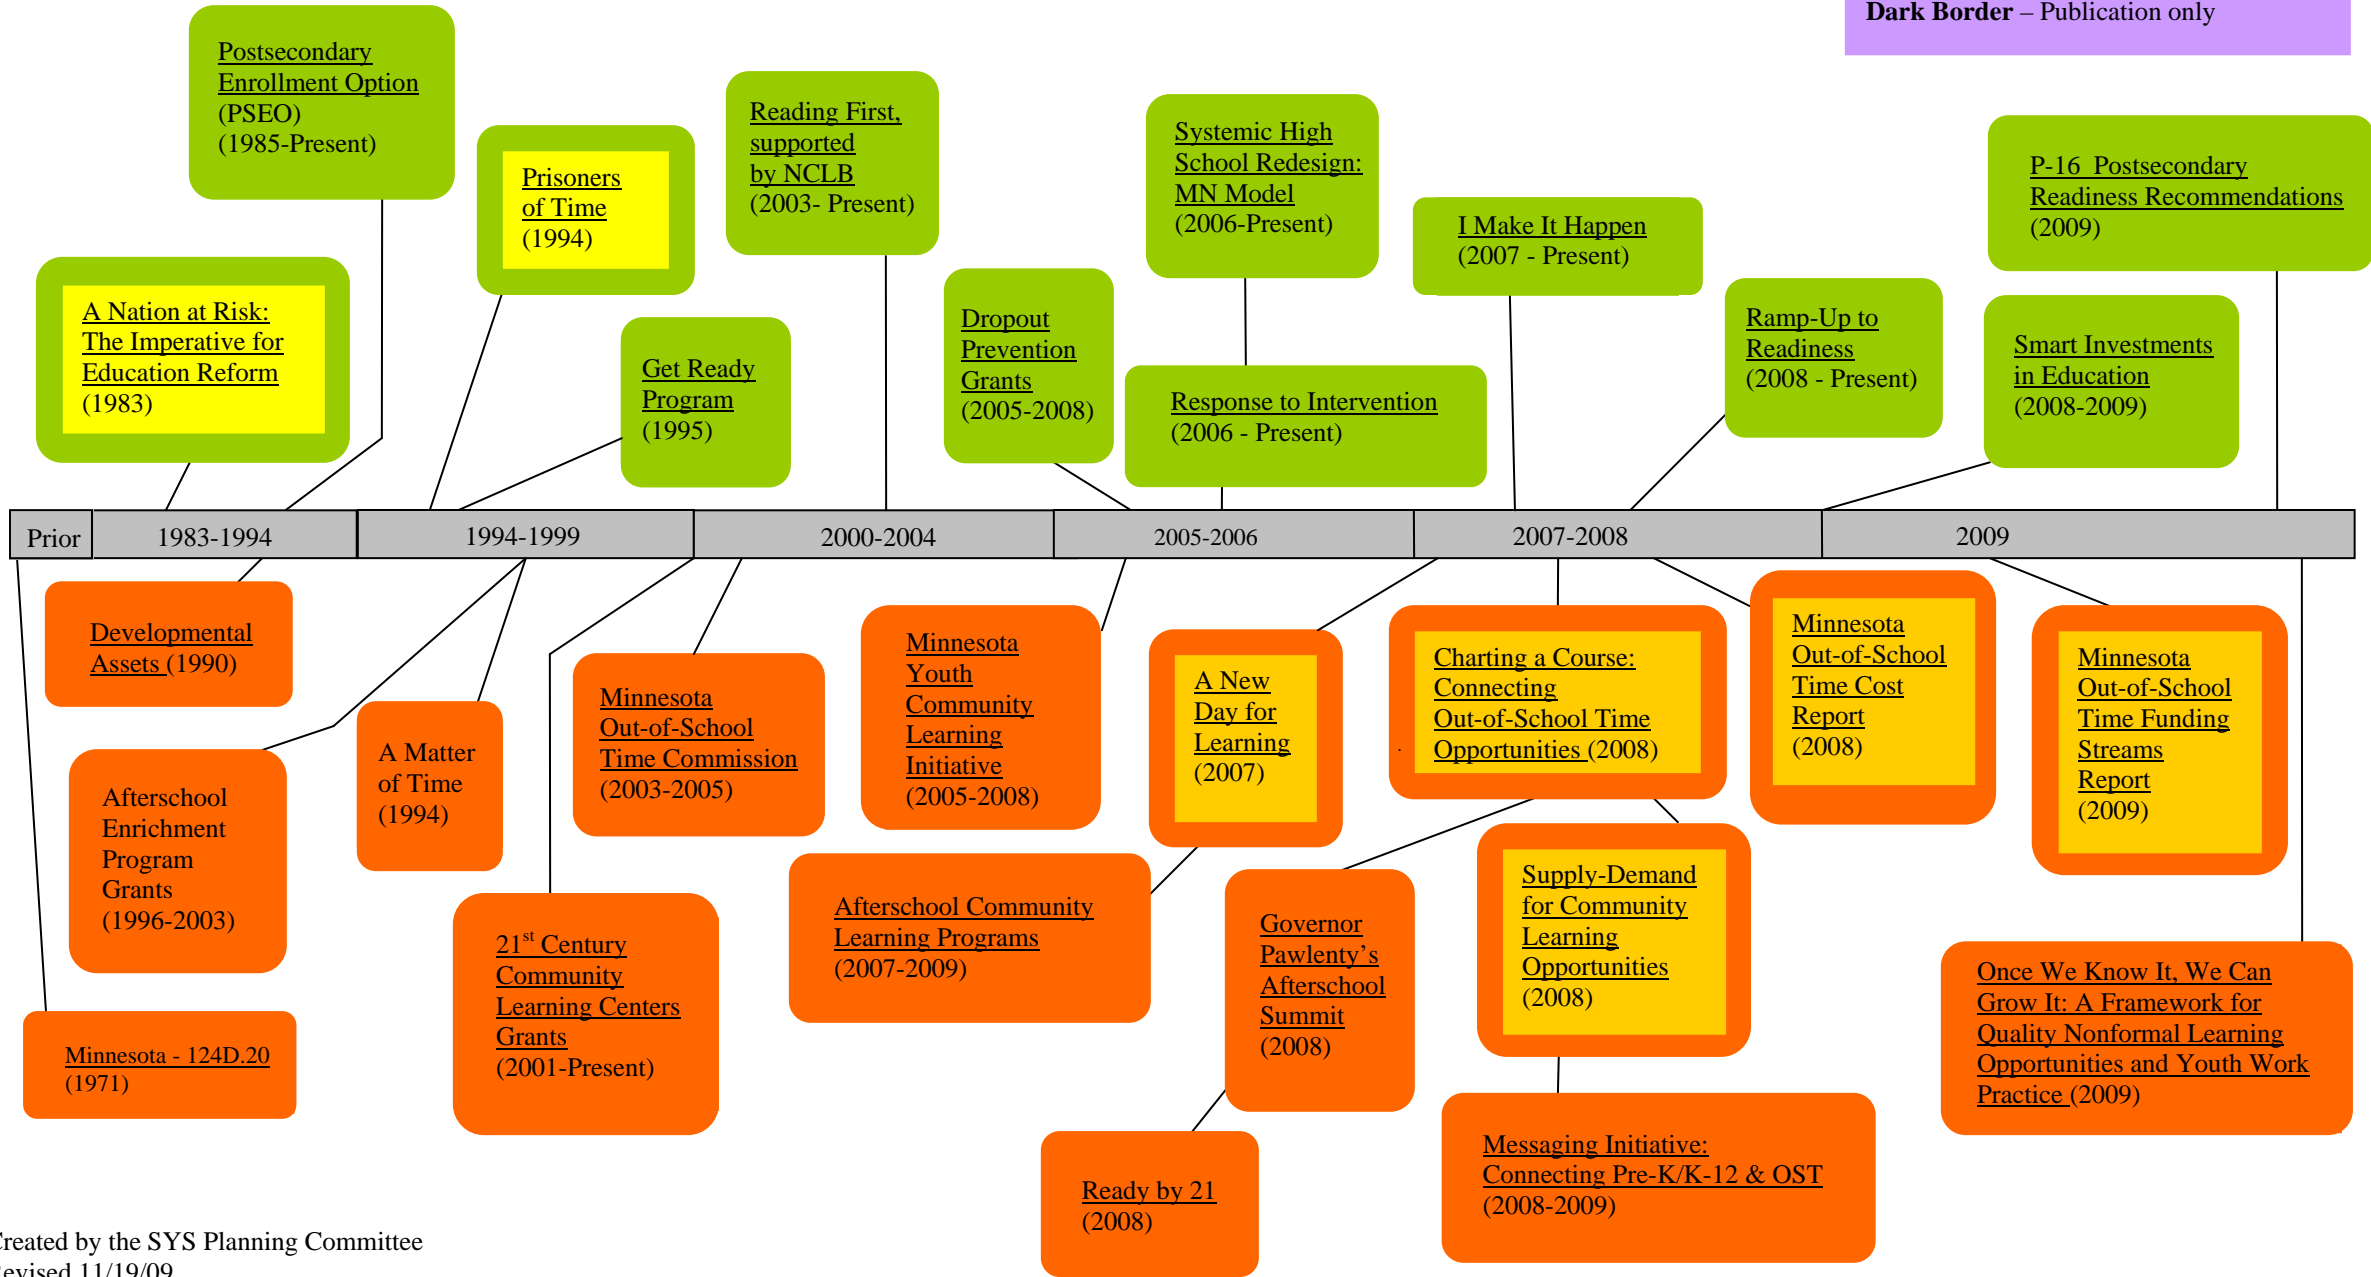 Dark Border – Publication only
Postsecondary
Enrollment Option
(PSEO)
(1985-Present)
Prisoners
of Time
(1994)
Reading First,
supported
by NCLB
(2003- Present)
Systemic High
School Redesign:
MN Model
(2006-Present)
I Make It Happen
(2007 - Present)
P-16 Postsecondary
Readiness Recommendations
(2009)
A Nation at Risk:
The Imperative for
Education Reform
(1983)
Get Ready
Program
(1995)
Dropout
Prevention
Grants
(2005-2008)
Response to Intervention
(2006 - Present)
Ramp-Up to
Readiness
(2008 - Present)
Smart Investments
in Education
(2008-2009)
Prior
1983-1994
1994-1999
2000-2004
2005-2006
2007-2008
2009
Developmental
Assets (1990)
Afterschool
Enrichment
Program
Grants
(1996-2003)
A Matter
of Time
(1994)
Minnesota
Out-of-School
Time Commission
(2003-2005)
Minnesota
Youth
Community
Learning
Initiative
(2005-2008)
A New
Day for
Learning
(2007)
Charting a Course:
Connecting
Out-of-School Time
Opportunities (2008)
Minnesota
Out-of-School
Time Cost
Report
(2008)
Minnesota
Out-of-School
Time Funding
Streams
Report
(2009)
Minnesota - 124D.20
(1971)
21st Century
Community
Learning Centers
Grants
(2001-Present)
Afterschool Community
Learning Programs
(2007-2009)
Governor
Pawlenty’s
Afterschool
Summit
(2008)
Supply-Demand
for Community
Learning
Opportunities
(2008)
Once We Know It, We Can
Grow It: A Framework for
Quality Nonformal Learning
Opportunities and Youth Work
Practice (2009)
Ready by 21
(2008)
Messaging Initiative:
Connecting Pre-K/K-12 & OST
(2008-2009)
Created by the SYS Planning Committee
Revised 11/19/09